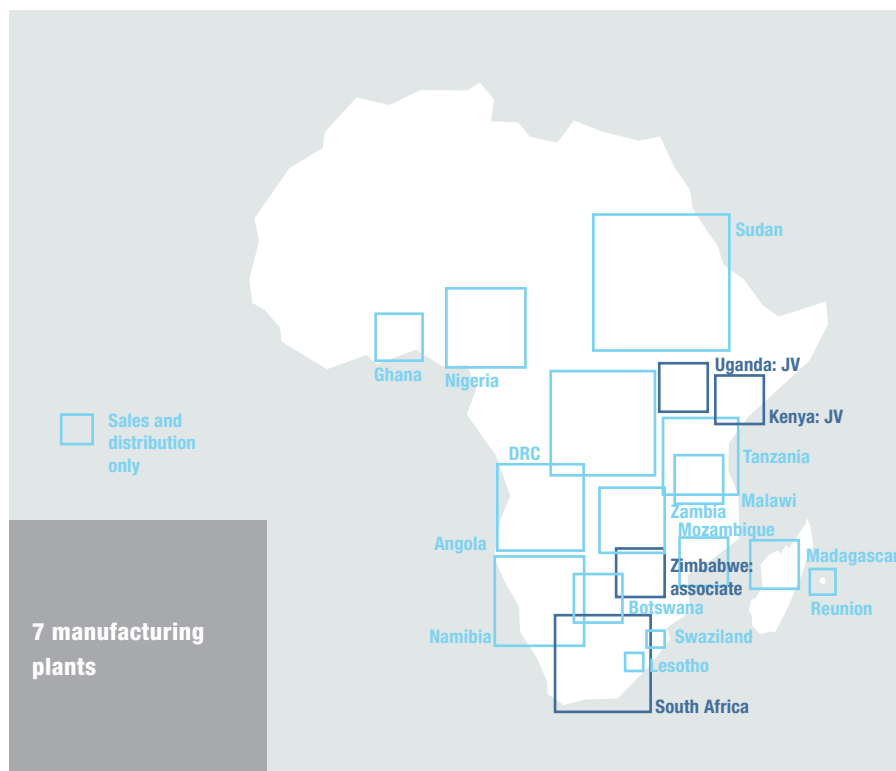 Sudan
Ghana
Nigeria
Uganda: JV
Kenya: JV
Sales and
distribution
only
DRC
Tanzania
Malawi
Zambia
Mozambique
Angola
Madagascar
Zimbabwe:
associate
Reunion
Botswana
Namibia
Swaziland
Lesotho
South Africa
7 manufacturing
plants